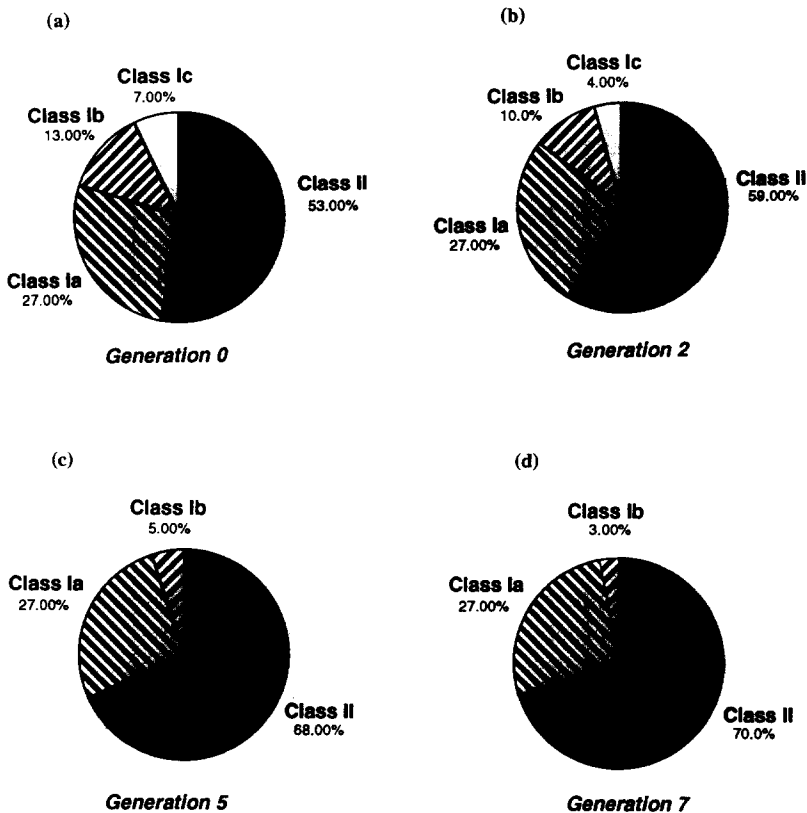 (a)
Class Ic
7.00%
Class Ib
13.00%
Class II
53.00%
Class Ia
27.00%
Generation 0
(b)
Class Ic
4.00%
Class Ib
10.0%
Class II
59.00%
Class Ia
27.00%
Generation 2
(c)
Class Ib
5.00%
Class Ia
27.00%
Class II
68.00%
Generation 5
(d)
Class Ib
3.00%
Class Ia
27.00%
Class II
70.0%
Generation 7